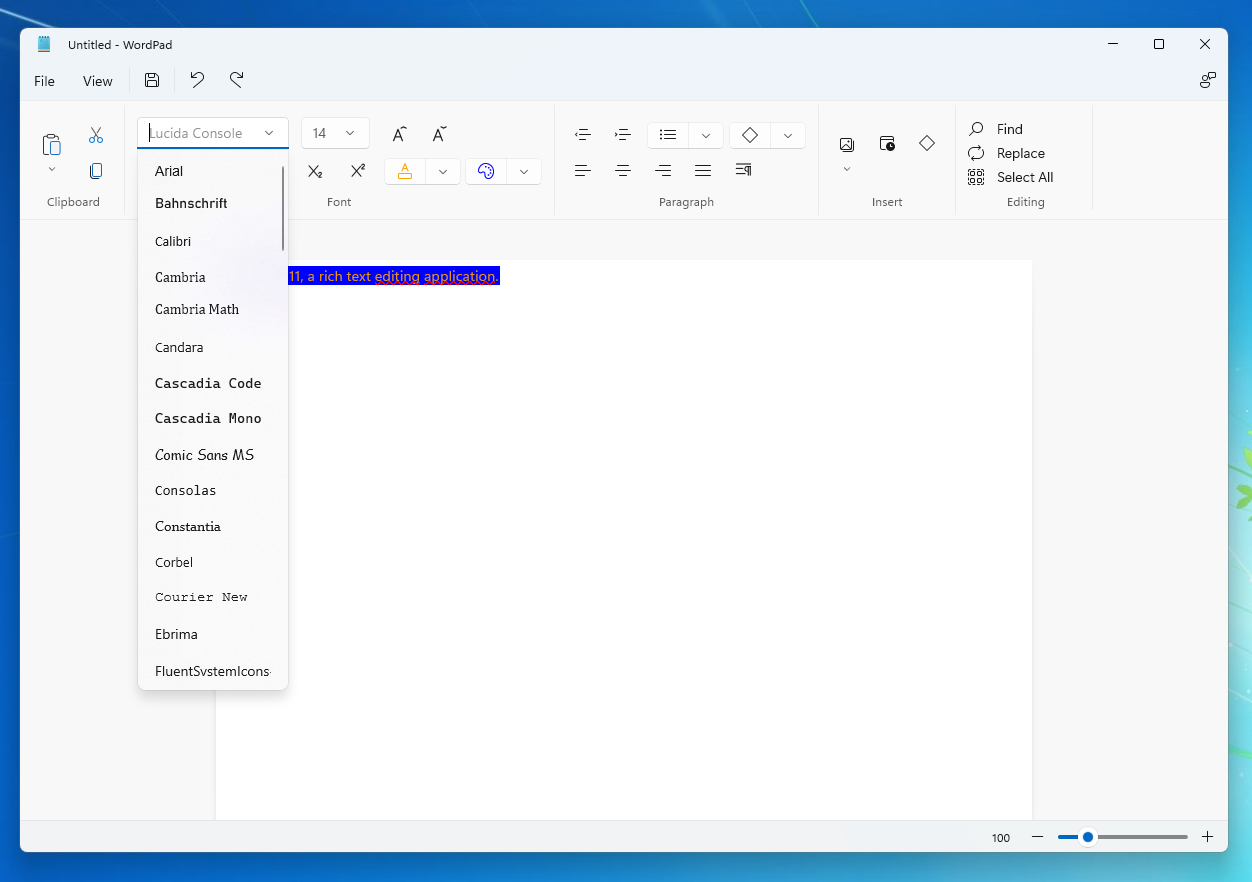 Untitled - WordPad
File View
Lucida Console 14
Clipboard
Font
Paragraph
Insert
Find
Replace
Select All
Editing
Arial
Bahnschrift
Calibri
Cambria
Cambria Math
Candara
Cascadia Code
Cascadia Mono
Comic Sans MS
Consolas
Constantia
Corbel
Courier New
Ebrima
FluentSystemIcons
11, a rich text editing application.
100